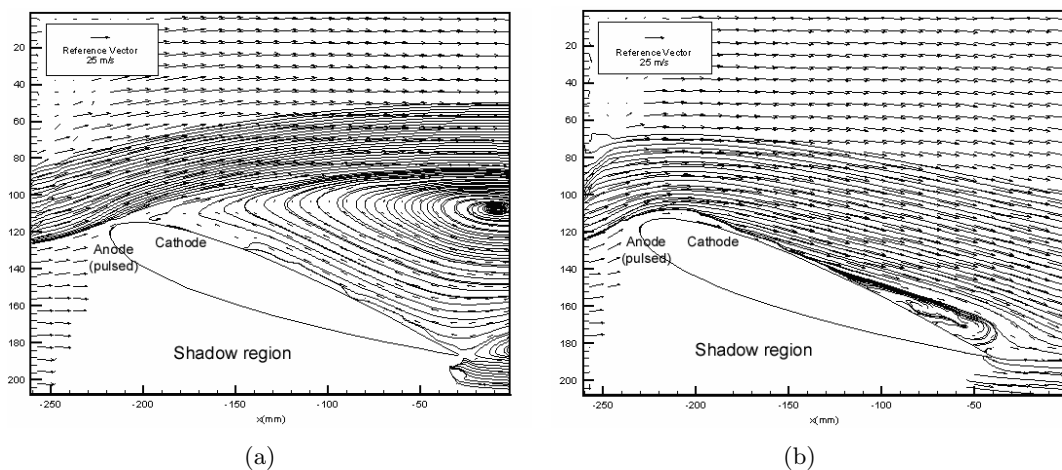 Reference Vector
25 m/s
20
40
60
80
100
120
140
160
180
200
Anode
(pulsed)
Cathode
Shadow region
-250
-200
-150
-100
-50
x(mm)
(a)
Reference Vector
25 m/s
20
40
60
80
100
120
140
160
180
200
Anode
(pulsed)
Cathode
Shadow region
-250
-200
-150
-100
-50
x(mm)
(b)